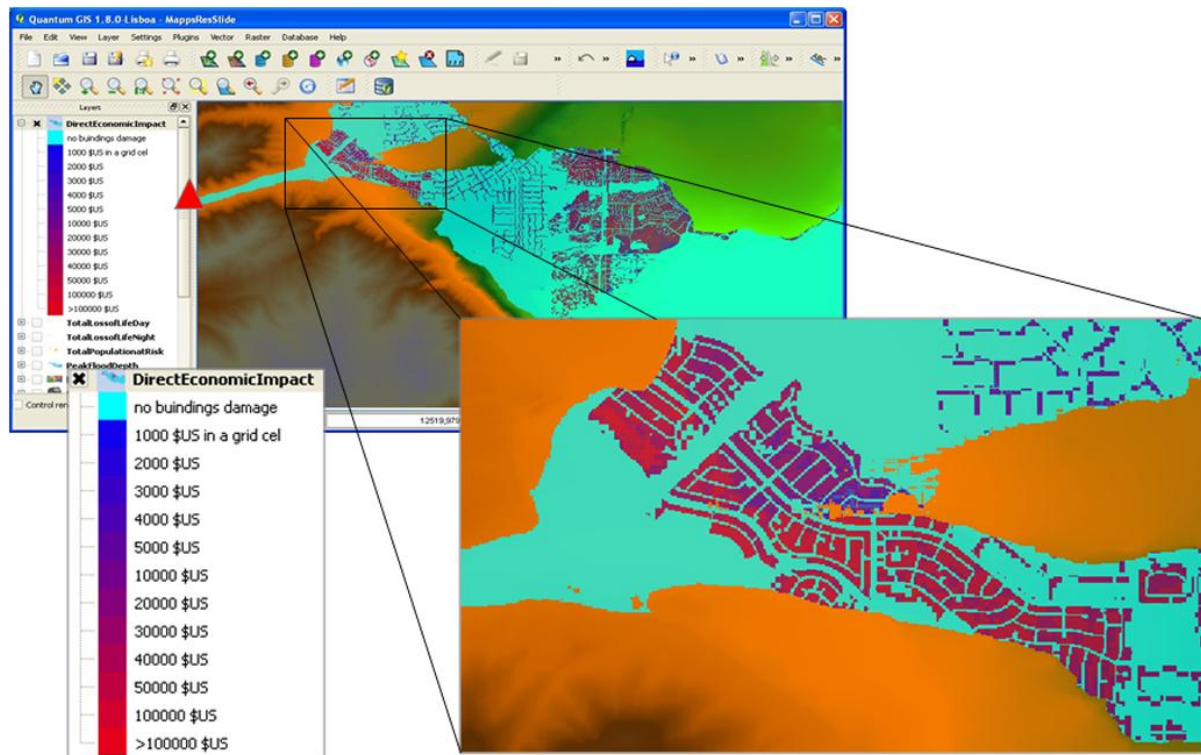 Quantum GIS 1.8.0-Lisboa - MappsResSlide
File Edit View Layer Settings Plugins Vector Raster Database Help
Layers
DirectEconomicImpact
no buindings damage
1000 $US in a grid cel
2000 $US
3000 $US
4000 $US
5000 $US
10000 $US
20000 $US
30000 $US
40000 $US
50000 $US
100000 $US
>100000 $US
TotalLossofLifeDay
TotalLossofLifeNight
TotalPopulationatRisk
PeakFloodDepth
Control ren
12519,979
DirectEconomicImpact
no buindings damage
1000 $US in a grid cel
2000 $US
3000 $US
4000 $US
5000 $US
10000 $US
20000 $US
30000 $US
40000 $US
50000 $US
100000 $US
>100000 $US